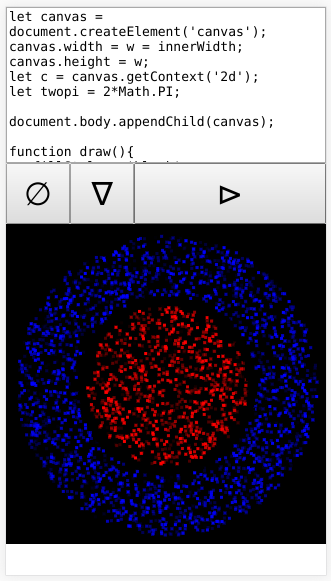 let canvas =
document.createElement('canvas');
canvas.width = w = innerWidth;
canvas.height = w;
let c = canvas.getContext('2d');
let twopi = 2*Math.PI;
document.body.appendChild(canvas);
function draw(){
∅ ∇ ⊳